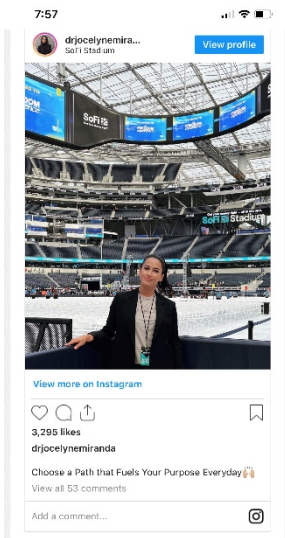 7:57
drjocelynemira...
SoFi Stadium
View profile
SoFi
SoFi Stadium
View more on Instagram
3,295 likes
drjocelynemiranda
Choose a Path that Fuels Your Purpose Everyday🙌🏼
View all 53 comments
Add a comment...